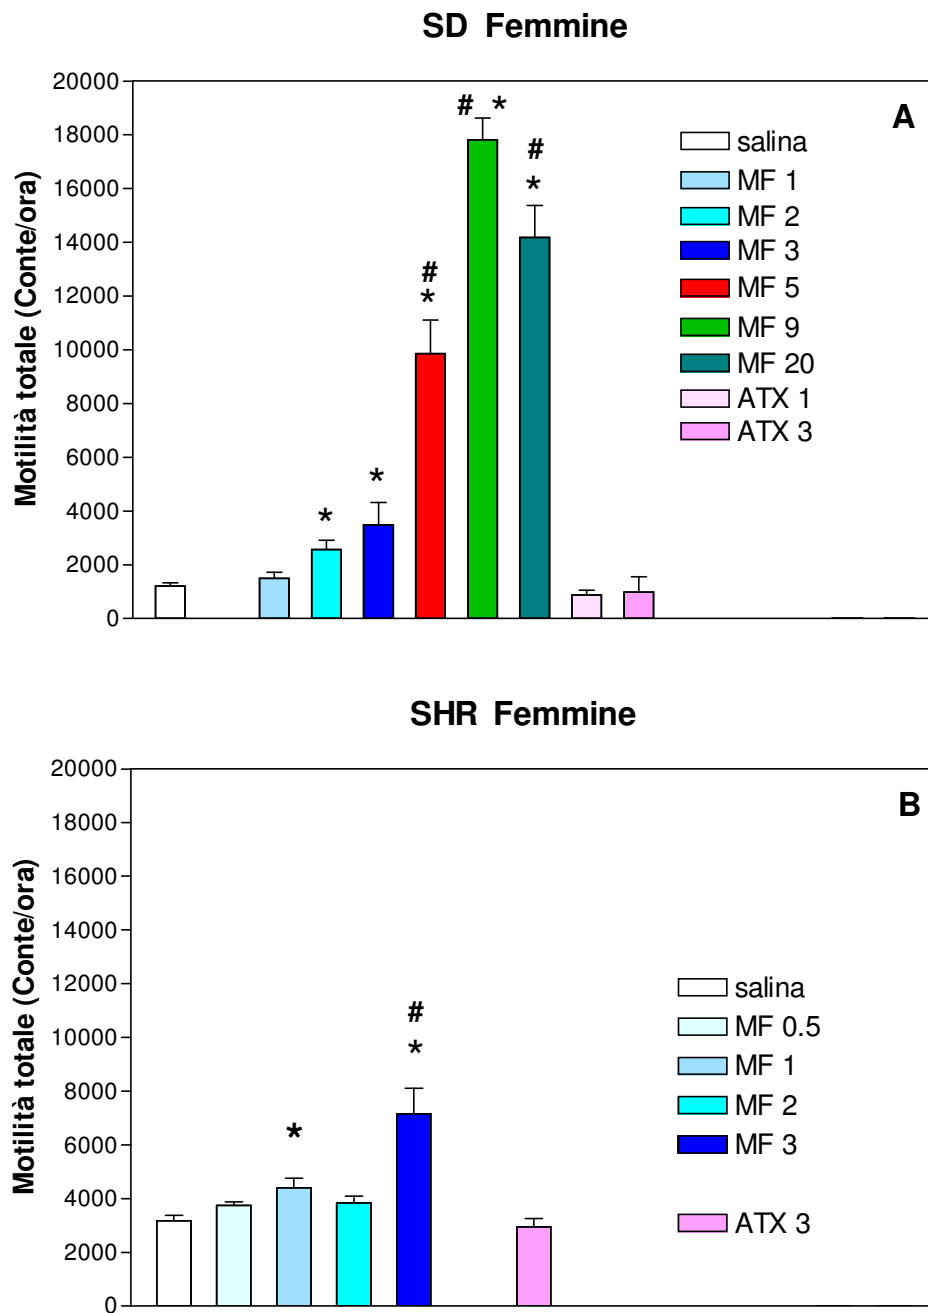 SD Femmine
A
Motilità totale (Conte/ora)
20000
18000
16000
14000
12000
10000
8000
6000
4000
2000
0
# *
#
*
#
*
*
*
salina
MF 1
MF 2
MF 3
MF 5
MF 9
MF 20
ATX 1
ATX 3
SHR Femmine
B
Motilità totale (Conte/ora)
20000
18000
16000
14000
12000
10000
8000
6000
4000
2000
0
#
*
*
salina
MF 0.5
MF 1
MF 2
MF 3
ATX 3